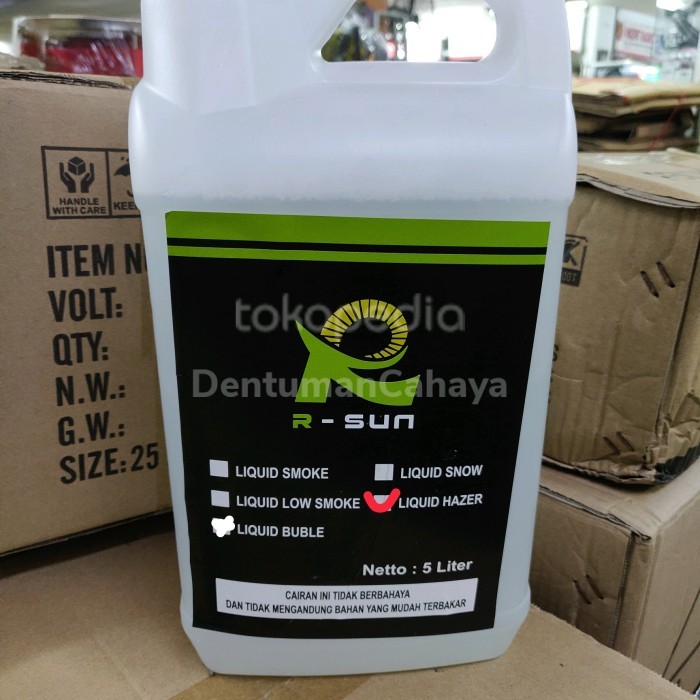 HANDLE
WITH CARE
ITEM
VOLT:
QTY:
N.W.:
G.W.:
SIZE: 25
tokopedia
DentumanCahaya
R - SUN
LIQUID SMOKE
LIQUID SNOW
LIQUID LOW SMOKE
LIQUID HAZER
LIQUID BUBLE
Netto : 5 Liter
CAIRAN INI TIDAK BERBAHAYA
DAN TIDAK MENGANDUNG BAHAN YANG MUDAH TERBAKAR